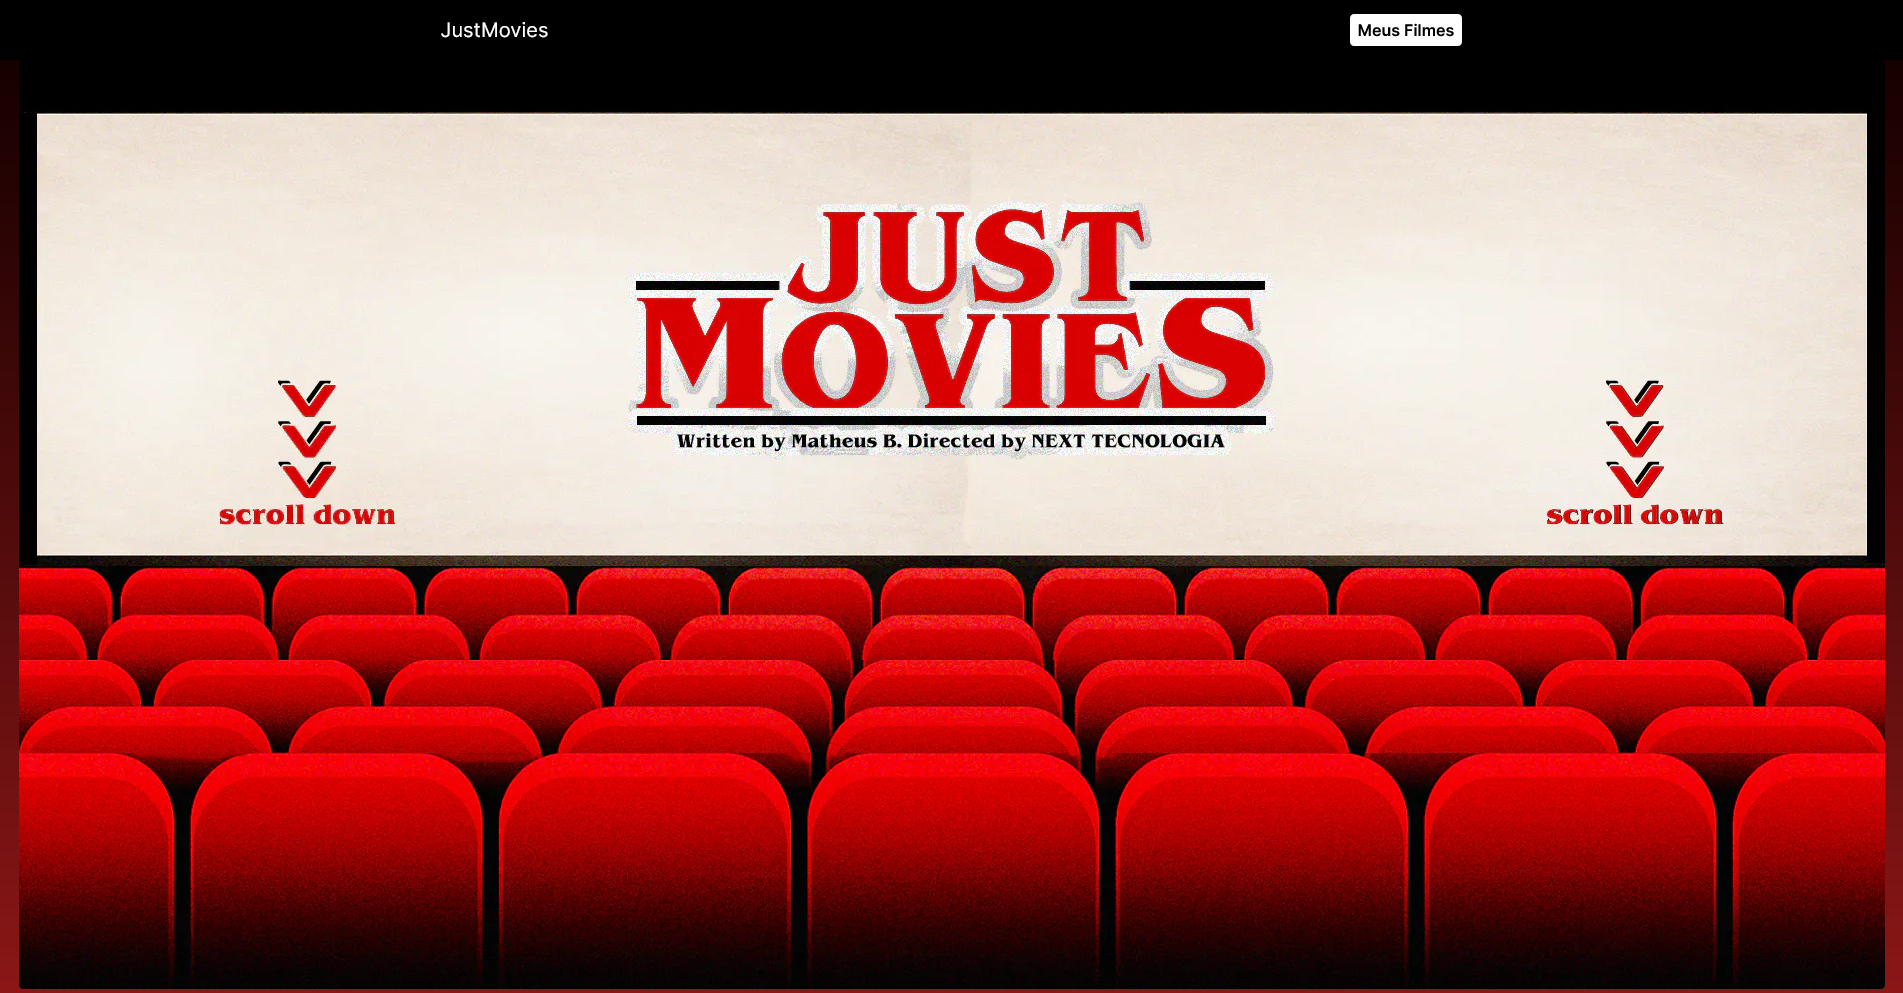 JustMovies
Meus Filmes
JUST
MOVIES
Written by Matheus B. Directed by NEXT TECNOLOGIA
scroll down
scroll down